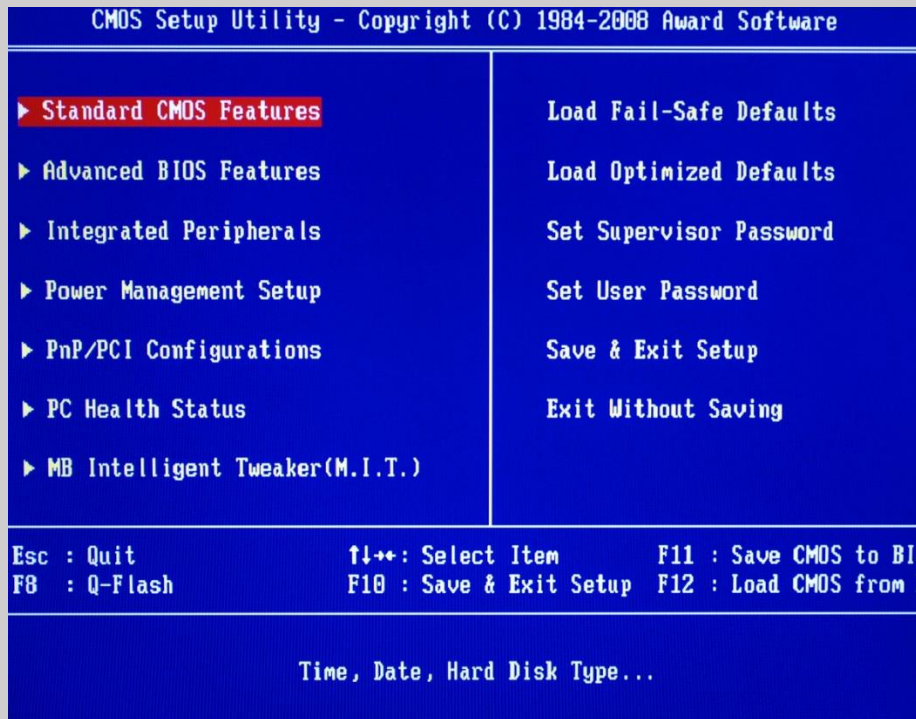 CMOS Setup Utility - Copyright (C) 1984-2008 Award Software
▶ Standard CMOS Features
▶ Advanced BIOS Features
▶ Integrated Peripherals
▶ Power Management Setup
▶ PnP/PCI Configurations
▶ PC Health Status
▶ MB Intelligent Tweaker(M.I.T.)
Load Fail-Safe Defaults
Load Optimized Defaults
Set Supervisor Password
Set User Password
Save & Exit Setup
Exit Without Saving
Esc : Quit ↑↓→←: Select Item F11 : Save CMOS to BI
F8 : Q-Flash F10 : Save & Exit Setup F12 : Load CMOS from
Time, Date, Hard Disk Type...